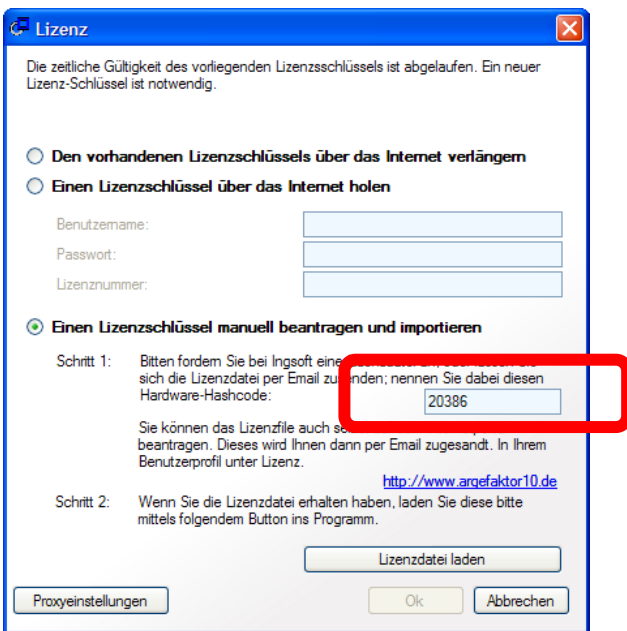 Lizenz
Die zeitliche Gültigkeit des vorliegenden Lizenzsschlüssels ist abgelaufen. Ein neuer
Lizenz-Schlüssel ist notwendig.
Den vorhandenen Lizenzschlüssels über das Internet verlängern
Einen Lizenzschlüssel über das Internet holen
Benutzername:
Passwort:
Lizenznummer:
Einen Lizenzschlüssel manuell beantragen und importieren
Schritt 1: Bitten fordern Sie bei Ingsoft eine
sich die Lizenzdatei per Email zusenden; nennen Sie dabei diesen
Hardware-Hashcode: 20386
Sie können das Lizenzfile auch
beantragen. Dieses wird Ihnen dann per Email zugesandt. In Ihrem
Benutzerprofil unter Lizenz.
http://www.argefaktor10.de
Schritt 2: Wenn Sie die Lizenzdatei erhalten haben, laden Sie diese bitte
mittels folgendem Button ins Programm.
Lizenzdatei laden
Proxyeinstellungen Ok Abbrechen